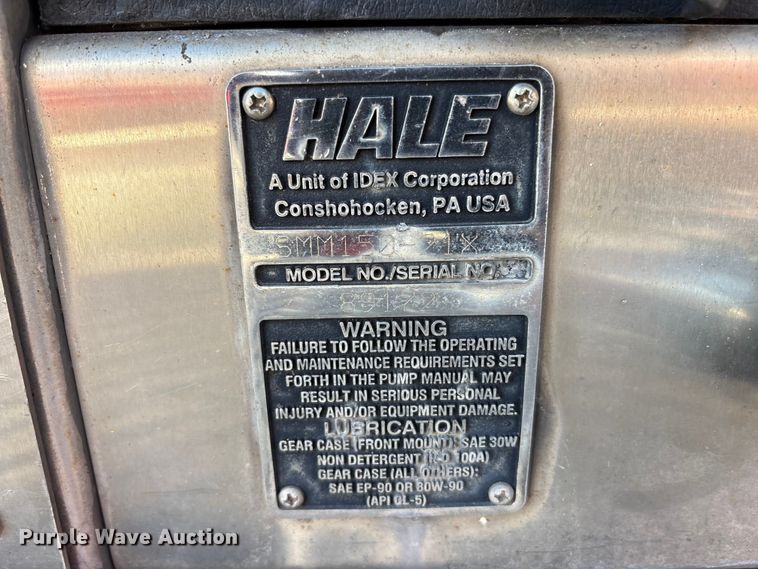 HALE
A Unit of IDEX Corporation
Conshohocken, PA USA
MODEL NO./SERIAL NO.
WARNING
FAILURE TO FOLLOW THE OPERATING
AND MAINTENANCE REQUIREMENTS SET
FORTH IN THE PUMP MANUAL MAY
RESULT IN SERIOUS PERSONAL
INJURY AND/OR EQUIPMENT DAMAGE.
LUBRICATION
GEAR CASE (FRONT MOUNT): SAE 30W
NON DETERGENT 100A)
GEAR CASE (ALL OTHERS):
SAE EP-90 OR 80W-90
(API GL-5)
Purple Wave Auction